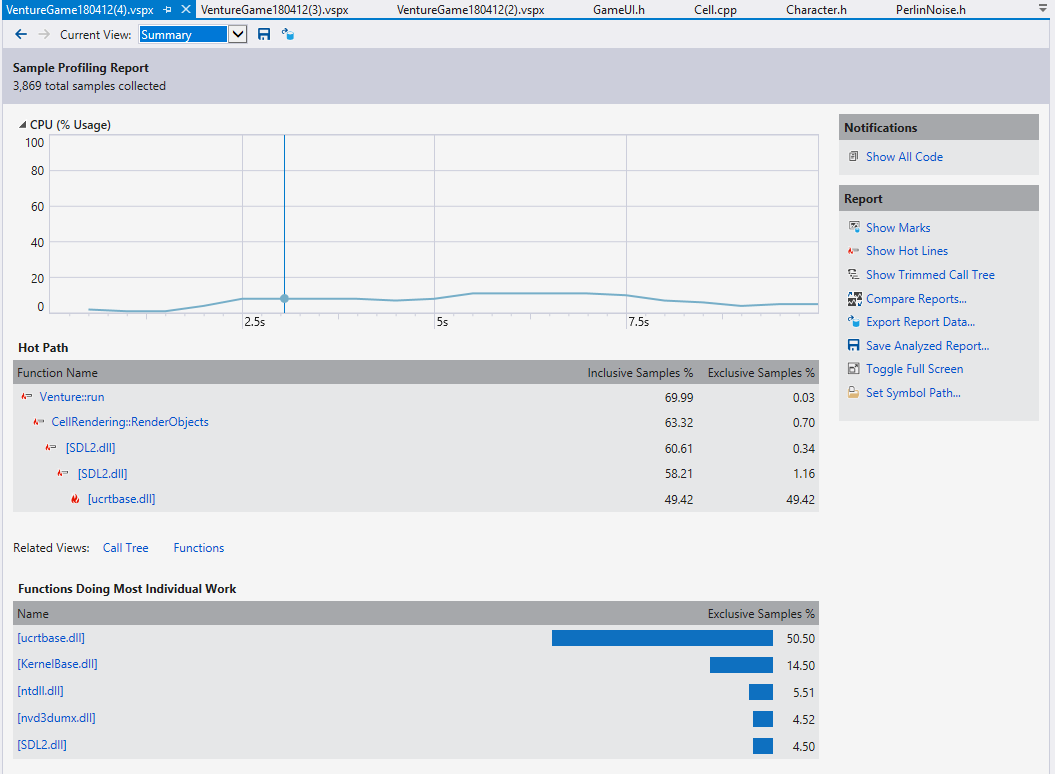 VentureGame180412(4).vspx VentureGame180412(3).vspx VentureGame180412(2).vspx GameUI.h Cell.cpp Character.h PerlinNoise.h
Current View: Summary
Sample Profiling Report
3,869 total samples collected
CPU (% Usage)
100
80
60
40
20
0
2.5s 5s 7.5s
Hot Path
Function Name Inclusive Samples % Exclusive Samples %
Venture::run 69.99 0.03
CellRendering::RenderObjects 63.32 0.70
[SDL2.dll] 60.61 0.34
[SDL2.dll] 58.21 1.16
[ucrtbase.dll] 49.42 49.42
Related Views: Call Tree Functions
Functions Doing Most Individual Work
Name Exclusive Samples %
[ucrtbase.dll] 50.50
[KernelBase.dll] 14.50
[ntdll.dll] 5.51
[nvd3dumx.dll] 4.52
[SDL2.dll] 4.50
Notifications
Show All Code
Report
Show Marks
Show Hot Lines
Show Trimmed Call Tree
Compare Reports...
Export Report Data...
Save Analyzed Report...
Toggle Full Screen
Set Symbol Path...